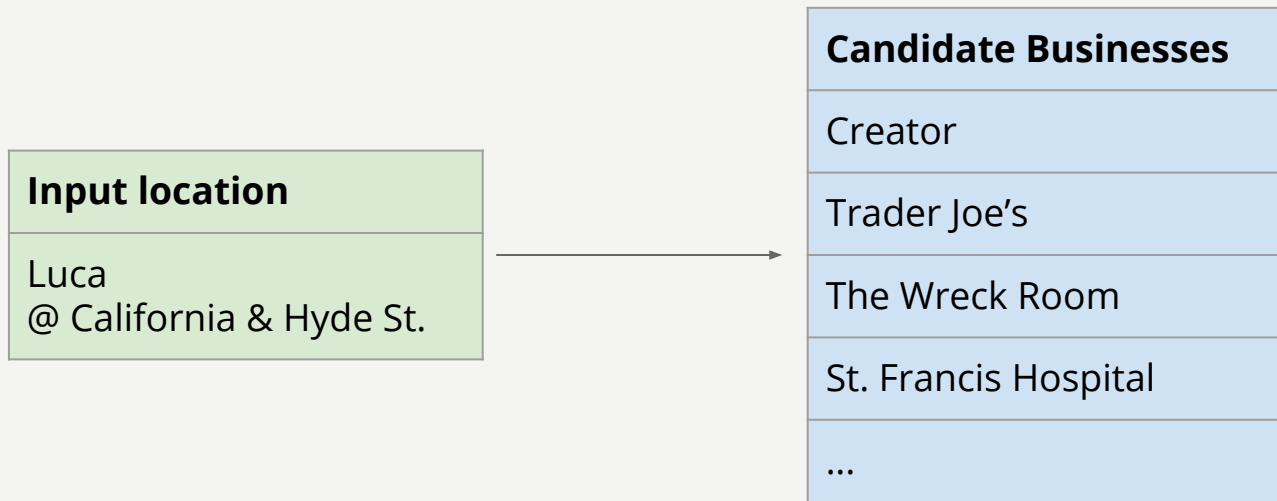 Input location
Luca
@ California & Hyde St.
Candidate Businesses
Creator
Trader Joe’s
The Wreck Room
St. Francis Hospital
...